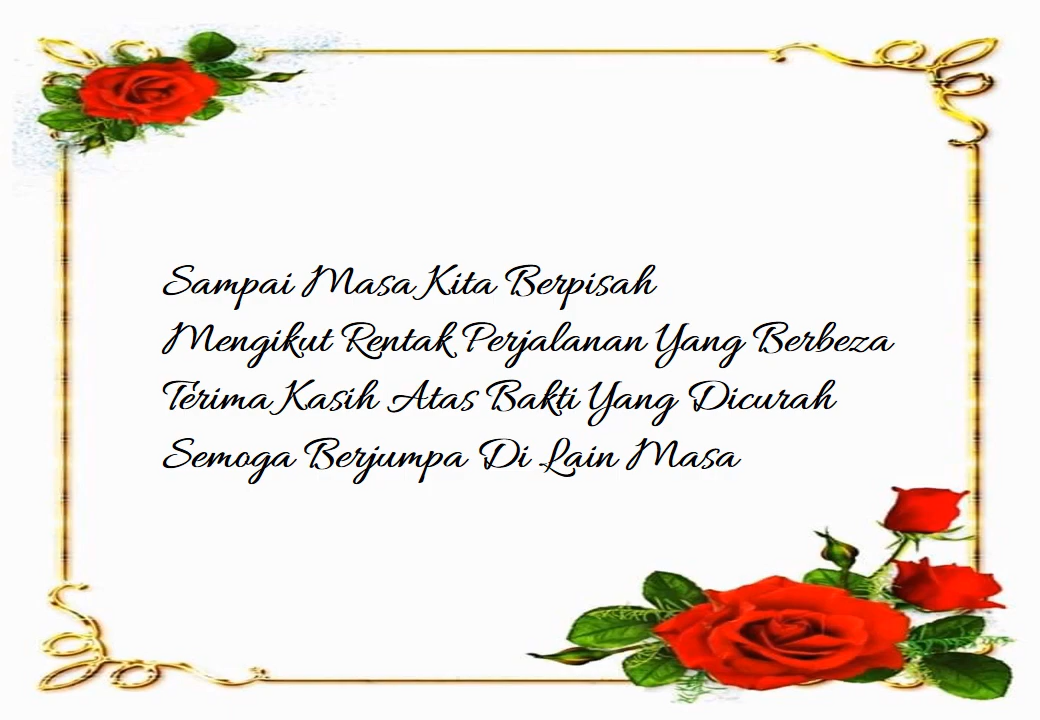 Sampai Masa Kita Berpisah
Mengikut Rentak Perjalanan Yang Berbeza
Terima Kasih Atas Bakti Yang Dicurah
Semoga Berjumpa Di Lain Masa